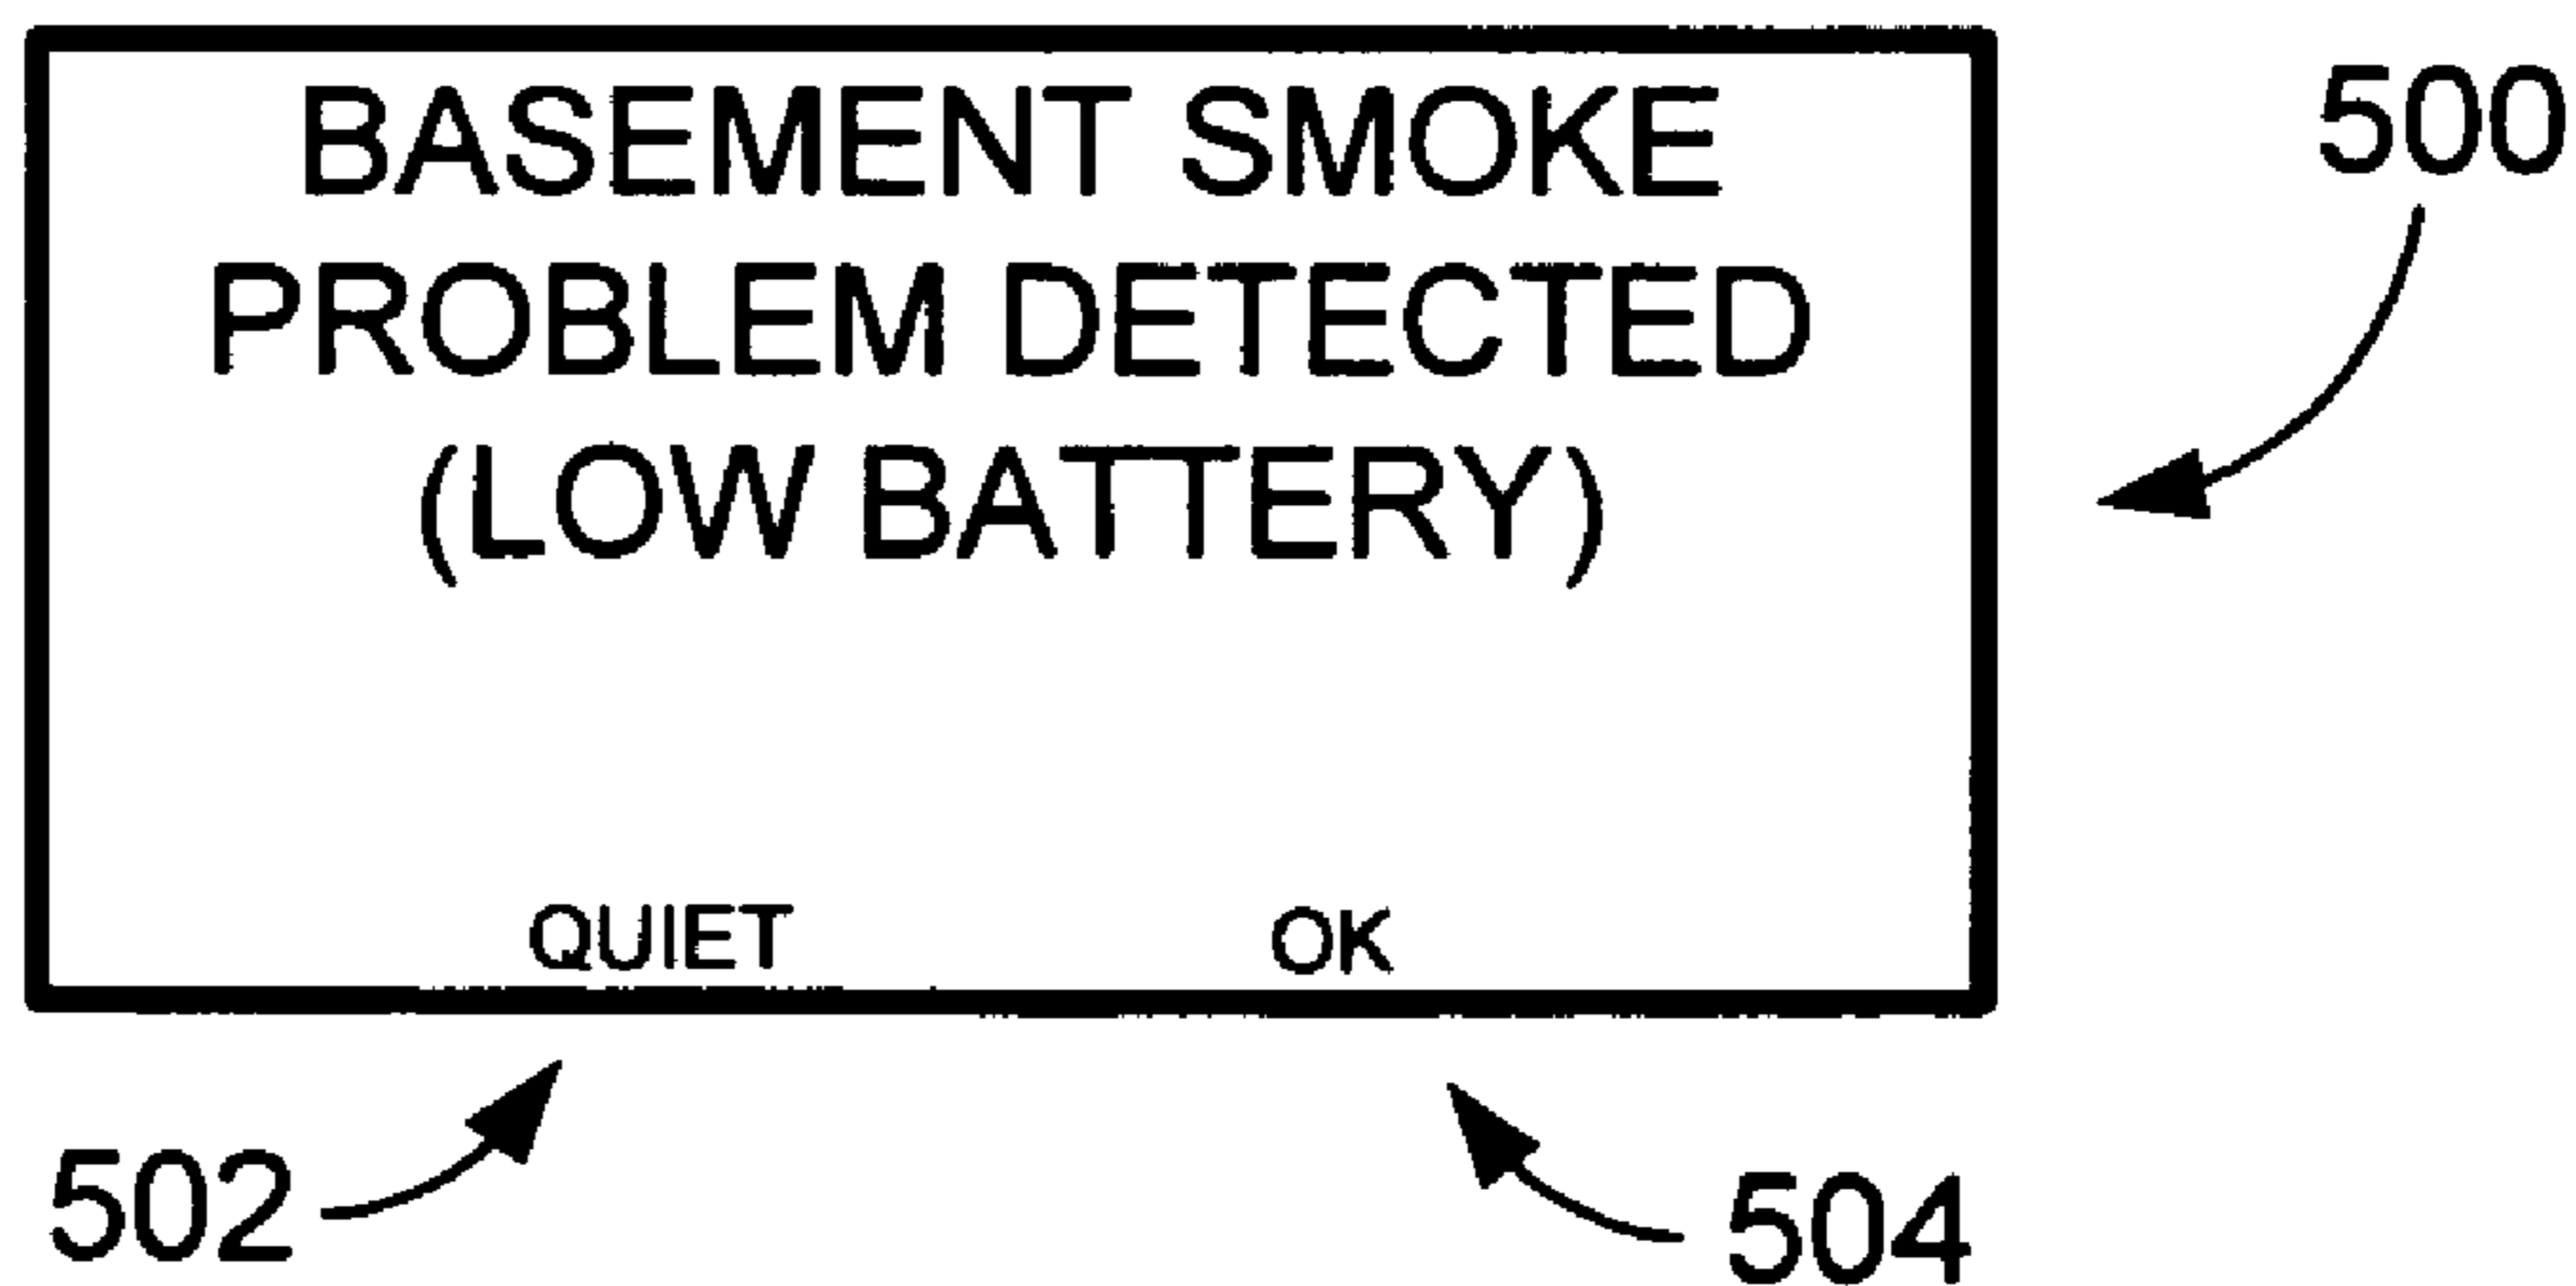 BASEMENT SMOKE
500
PROBLEM DETECTED
(LOW BATTERY)
QUIET OK
502
504